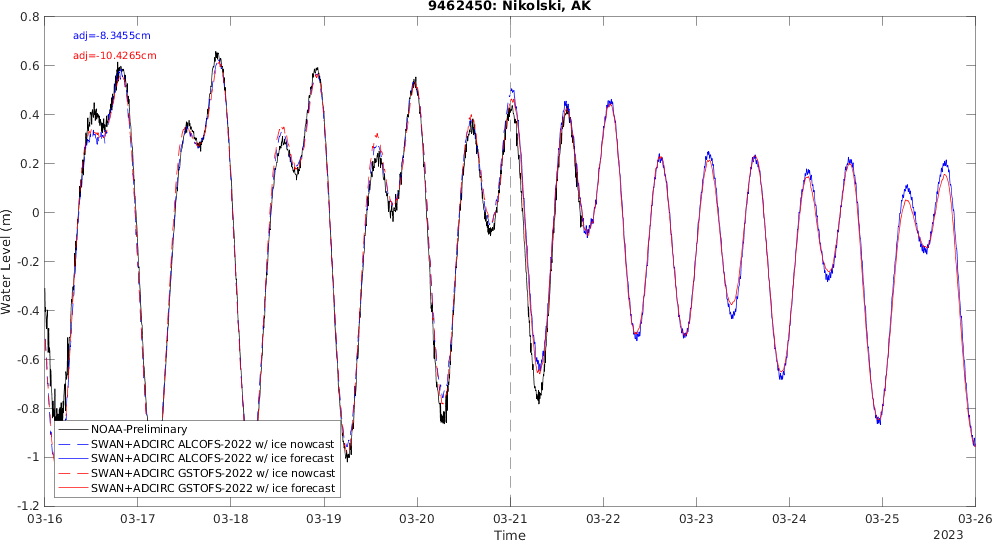 9462450: Nikolski, AK
adj=-8.3455cm
adj=-10.4265cm
0.8
0.6
0.4
0.2
0
-0.2
-0.4
-0.6
-0.8
-1
-1.2
Water Level (m)
NOAA-Preliminary
SWAN+ADCIRC ALCOFS-2022 w/ ice nowcast
SWAN+ADCIRC ALCOFS-2022 w/ ice forecast
SWAN+ADCIRC GSTOFS-2022 w/ ice nowcast
SWAN+ADCIRC GSTOFS-2022 w/ ice forecast
03-16 03-17 03-18 03-19 03-20 03-21 03-22 03-23 03-24 03-25 03-26
Time
2023